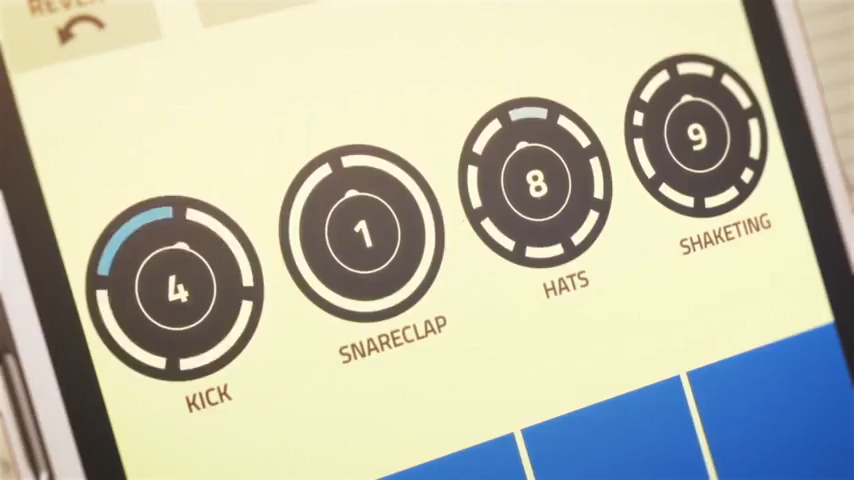 4
KICK
1
SNARECLAP
8
HATS
9
SHAKETING